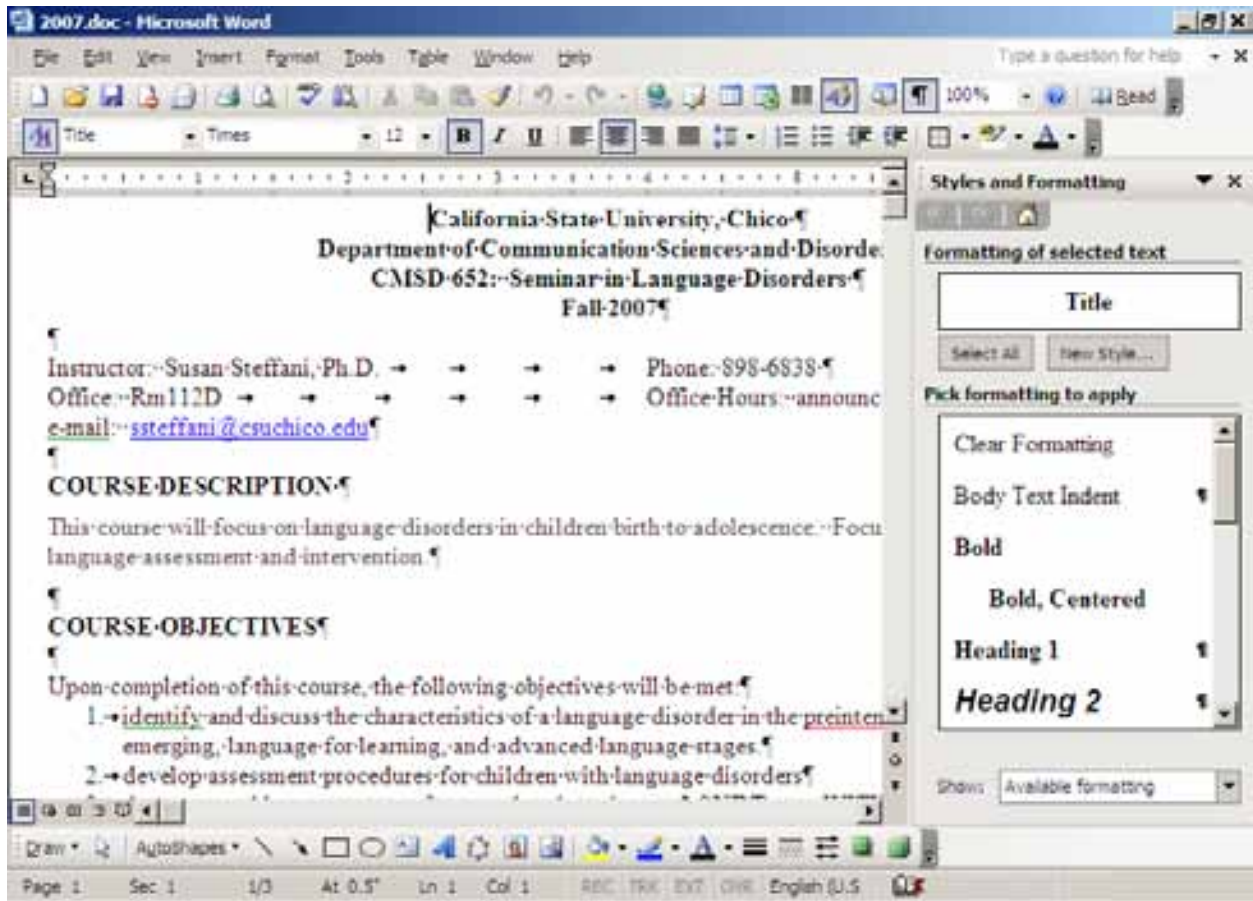 2007.doc - Microsoft Word
File Edit View Insert Format Tools Table Window Help Type a question for help
100% Read
Title Times 12 B I U A
Styles and Formatting
California State University, Chico ¶
Department of Communication Sciences and Disorde
CMSD 652: Seminar in Language Disorders ¶
Fall 2007¶
¶
Instructor: Susan Steffani, Ph.D. → → → → Phone: 898-6838 ¶
Office: Rm112D → → → → → → Office Hours: announc
e-mail: ssteffani@csuchico.edu¶
¶
COURSE DESCRIPTION ¶
This course will focus on language disorders in children birth to adolescence. Focu
language assessment and intervention.¶
¶
COURSE OBJECTIVES¶
¶
Upon completion of this course, the following objectives will be met:¶
1.→identify and discuss the characteristics of a language disorder in the preinten
emerging, language for learning, and advanced language stages.¶
2.→develop assessment procedures for children with language disorders¶
Formatting of selected text
Title
Select All New Style...
Pick formatting to apply
Clear Formatting
Body Text Indent ¶
Bold
Bold, Centered
Heading 1 ¶
Heading 2 ¶
Show: Available formatting
Draw AutoShapes A
Page 1 Sec 1 1/3 At 0.5" Ln 1 Col 1 REC TRK EXT OVR English (U.S